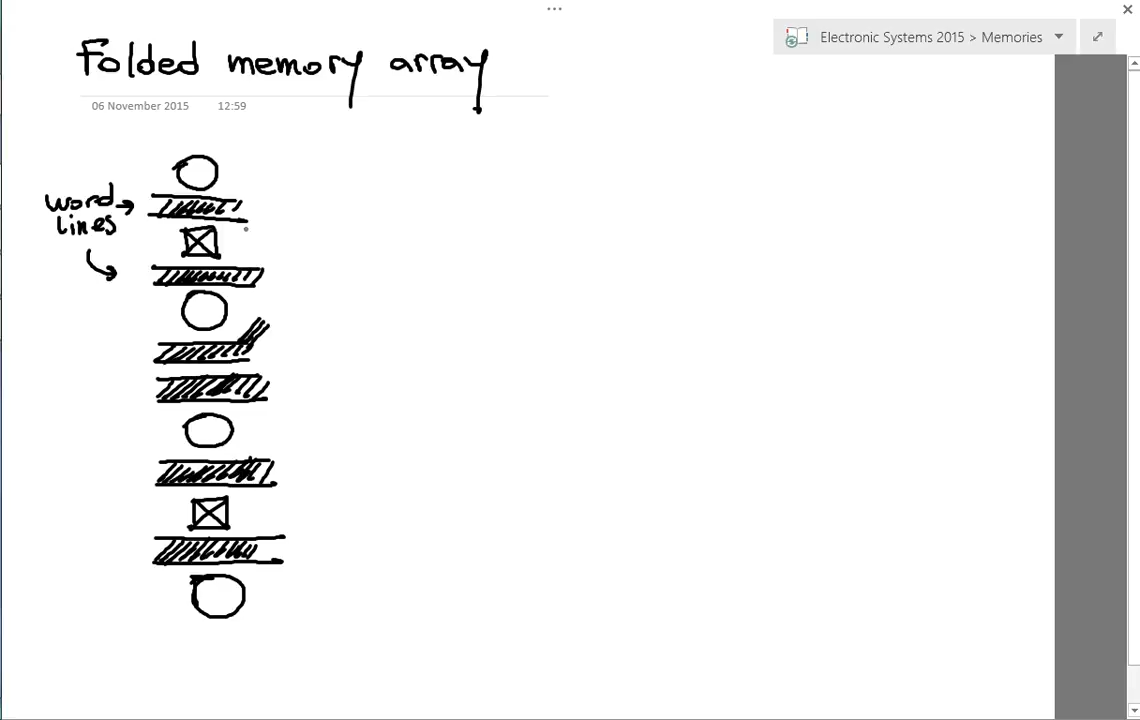 Electronic Systems 2015 > Memories
Folded memory array
06 November 2015 12:59
word
lines